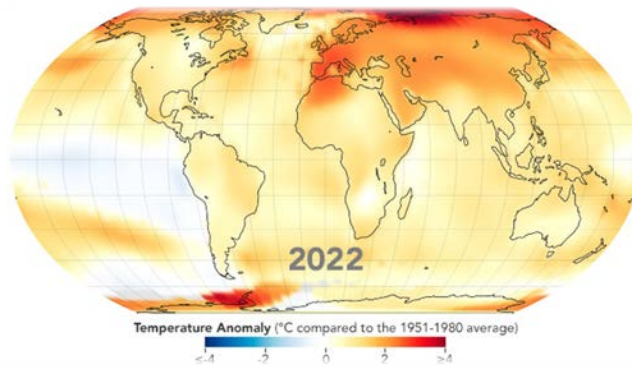 2022
Temperature Anomaly (°C compared to the 1951-1980 average)
≤-4 -2 0 2 ≥4